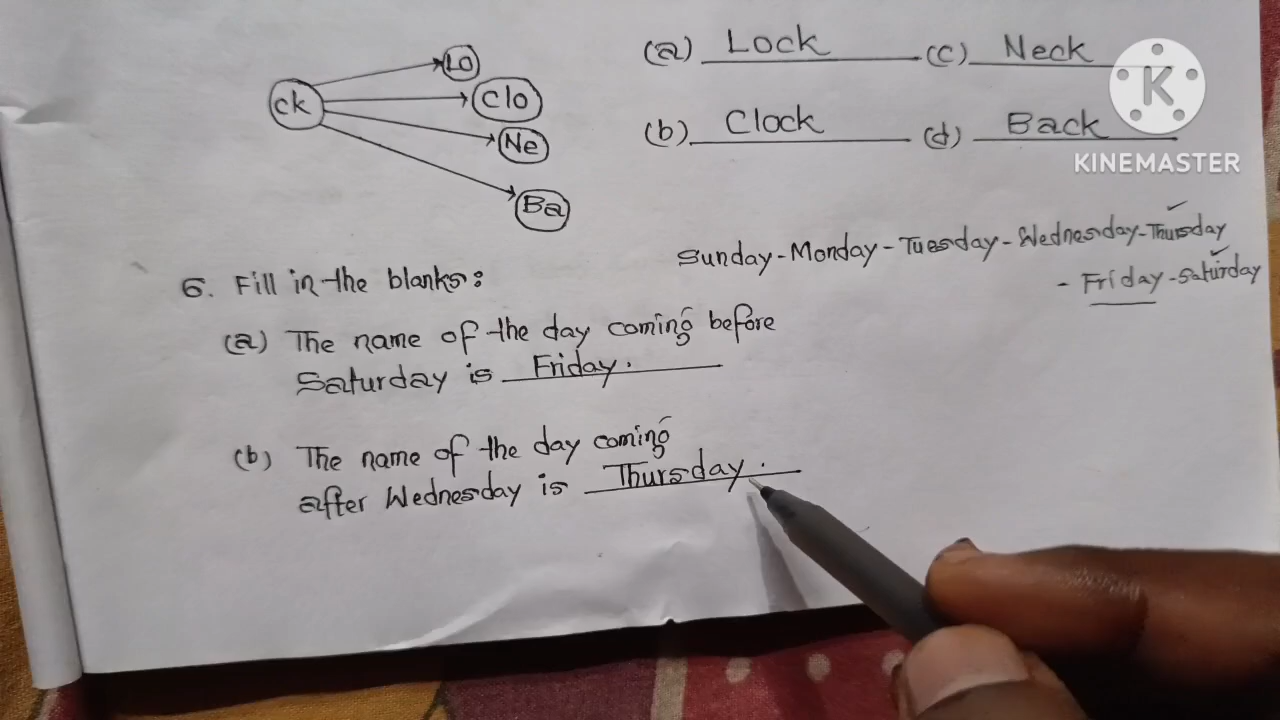 ck
Lo
Clo
Ne
Ba
(a) Lock (c) Neck
(b) Clock (d) Back
K
KINEMASTER
Sunday-Monday-Tuesday-Wednesday-Thursday
- Friday-Saturday
6. Fill in the blanks:
(a) The name of the day coming before
Saturday is Friday.
(b) The name of the day coming
after Wednesday is Thursday.